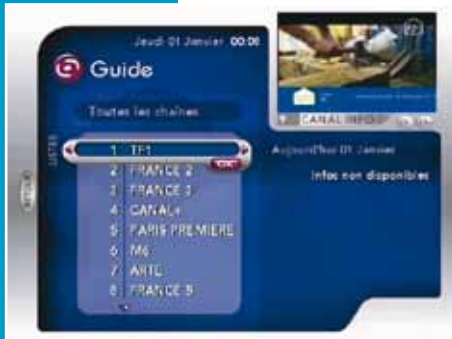 Jeudi 01 Janvier 00:06
Guide
Toutes les chaînes
1 TF1
2 FRANCE 2
3 FRANCE 3
4 CANAL+
5 PARIS PREMIERE
6 M6
7 ARTE
8 FRANCE 5
CANAL INFO
Aujourd'hui 01 Janvier
Infos non disponibles